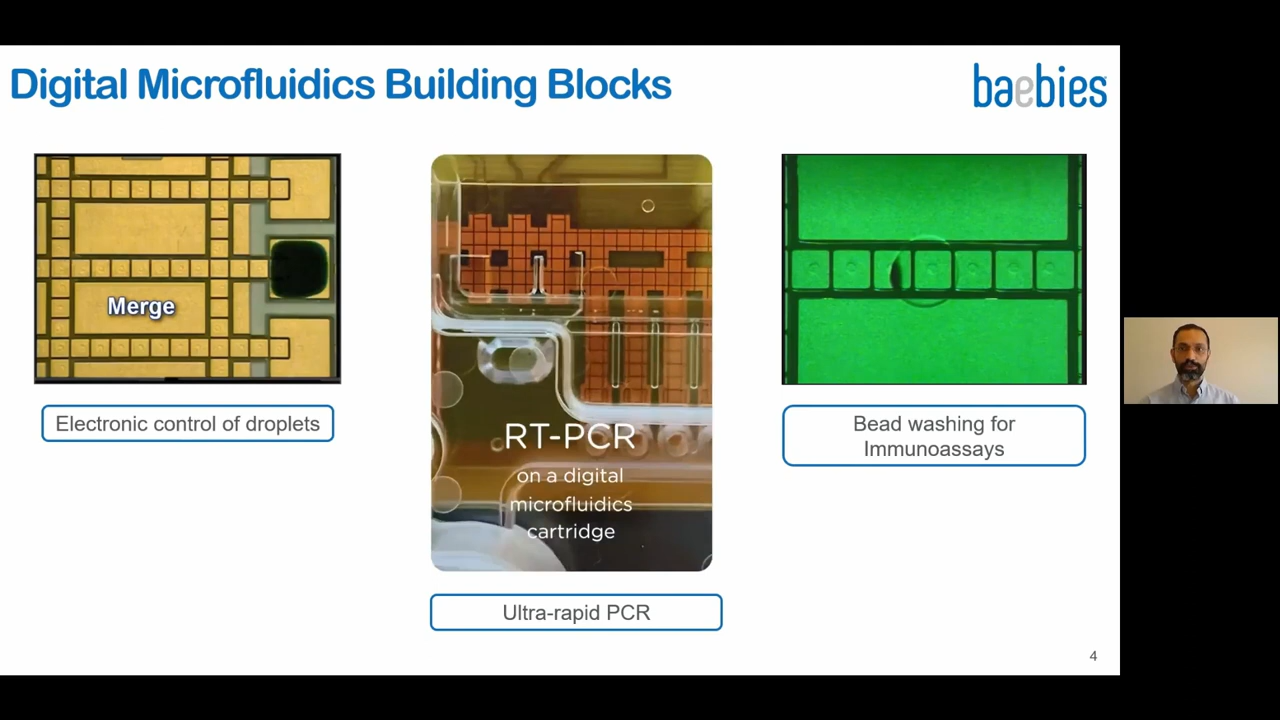 Digital Microfluidics Building Blocks
baebies
Merge
Electronic control of droplets
RT-PCR
on a digital
microfluidics
cartridge
Ultra-rapid PCR
Bead washing for
Immunoassays
4